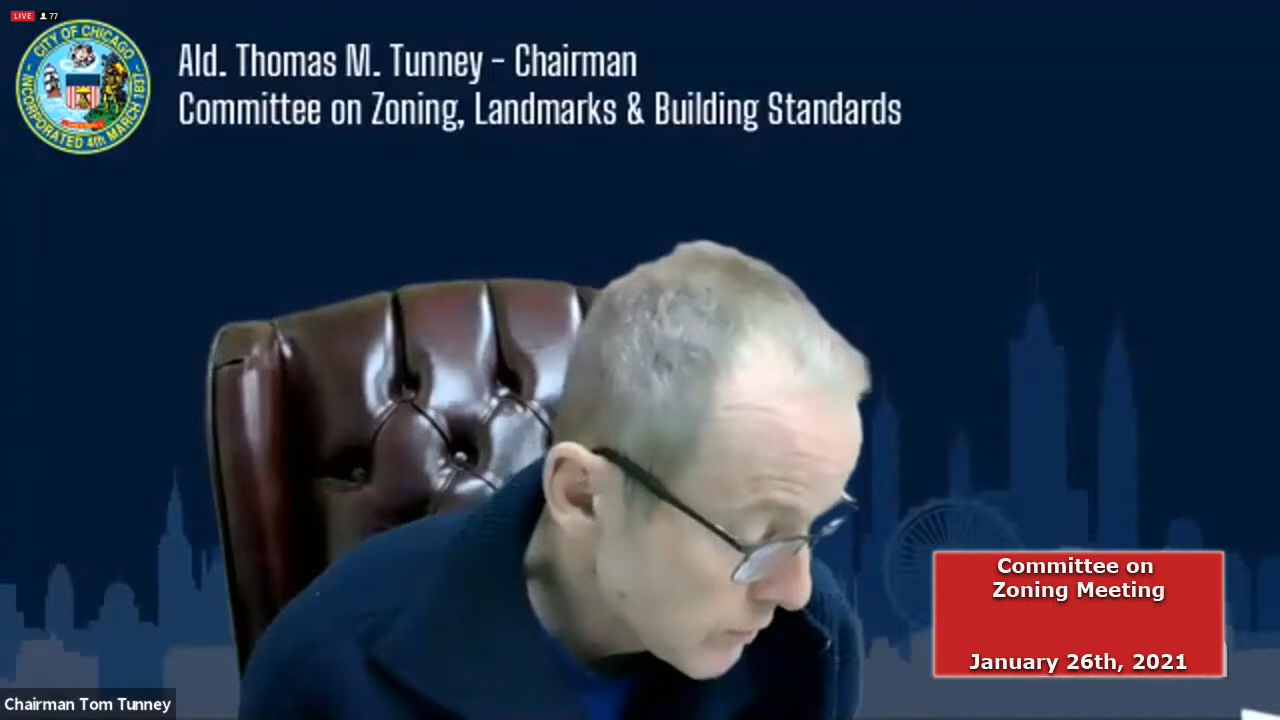 LIVE 77
CITY OF CHICAGO
INCORPORATED 4th MARCH 1837
Ald. Thomas M. Tunney - Chairman
Committee on Zoning, Landmarks & Building Standards
Committee on
Zoning Meeting
January 26th, 2021
Chairman Tom Tunney